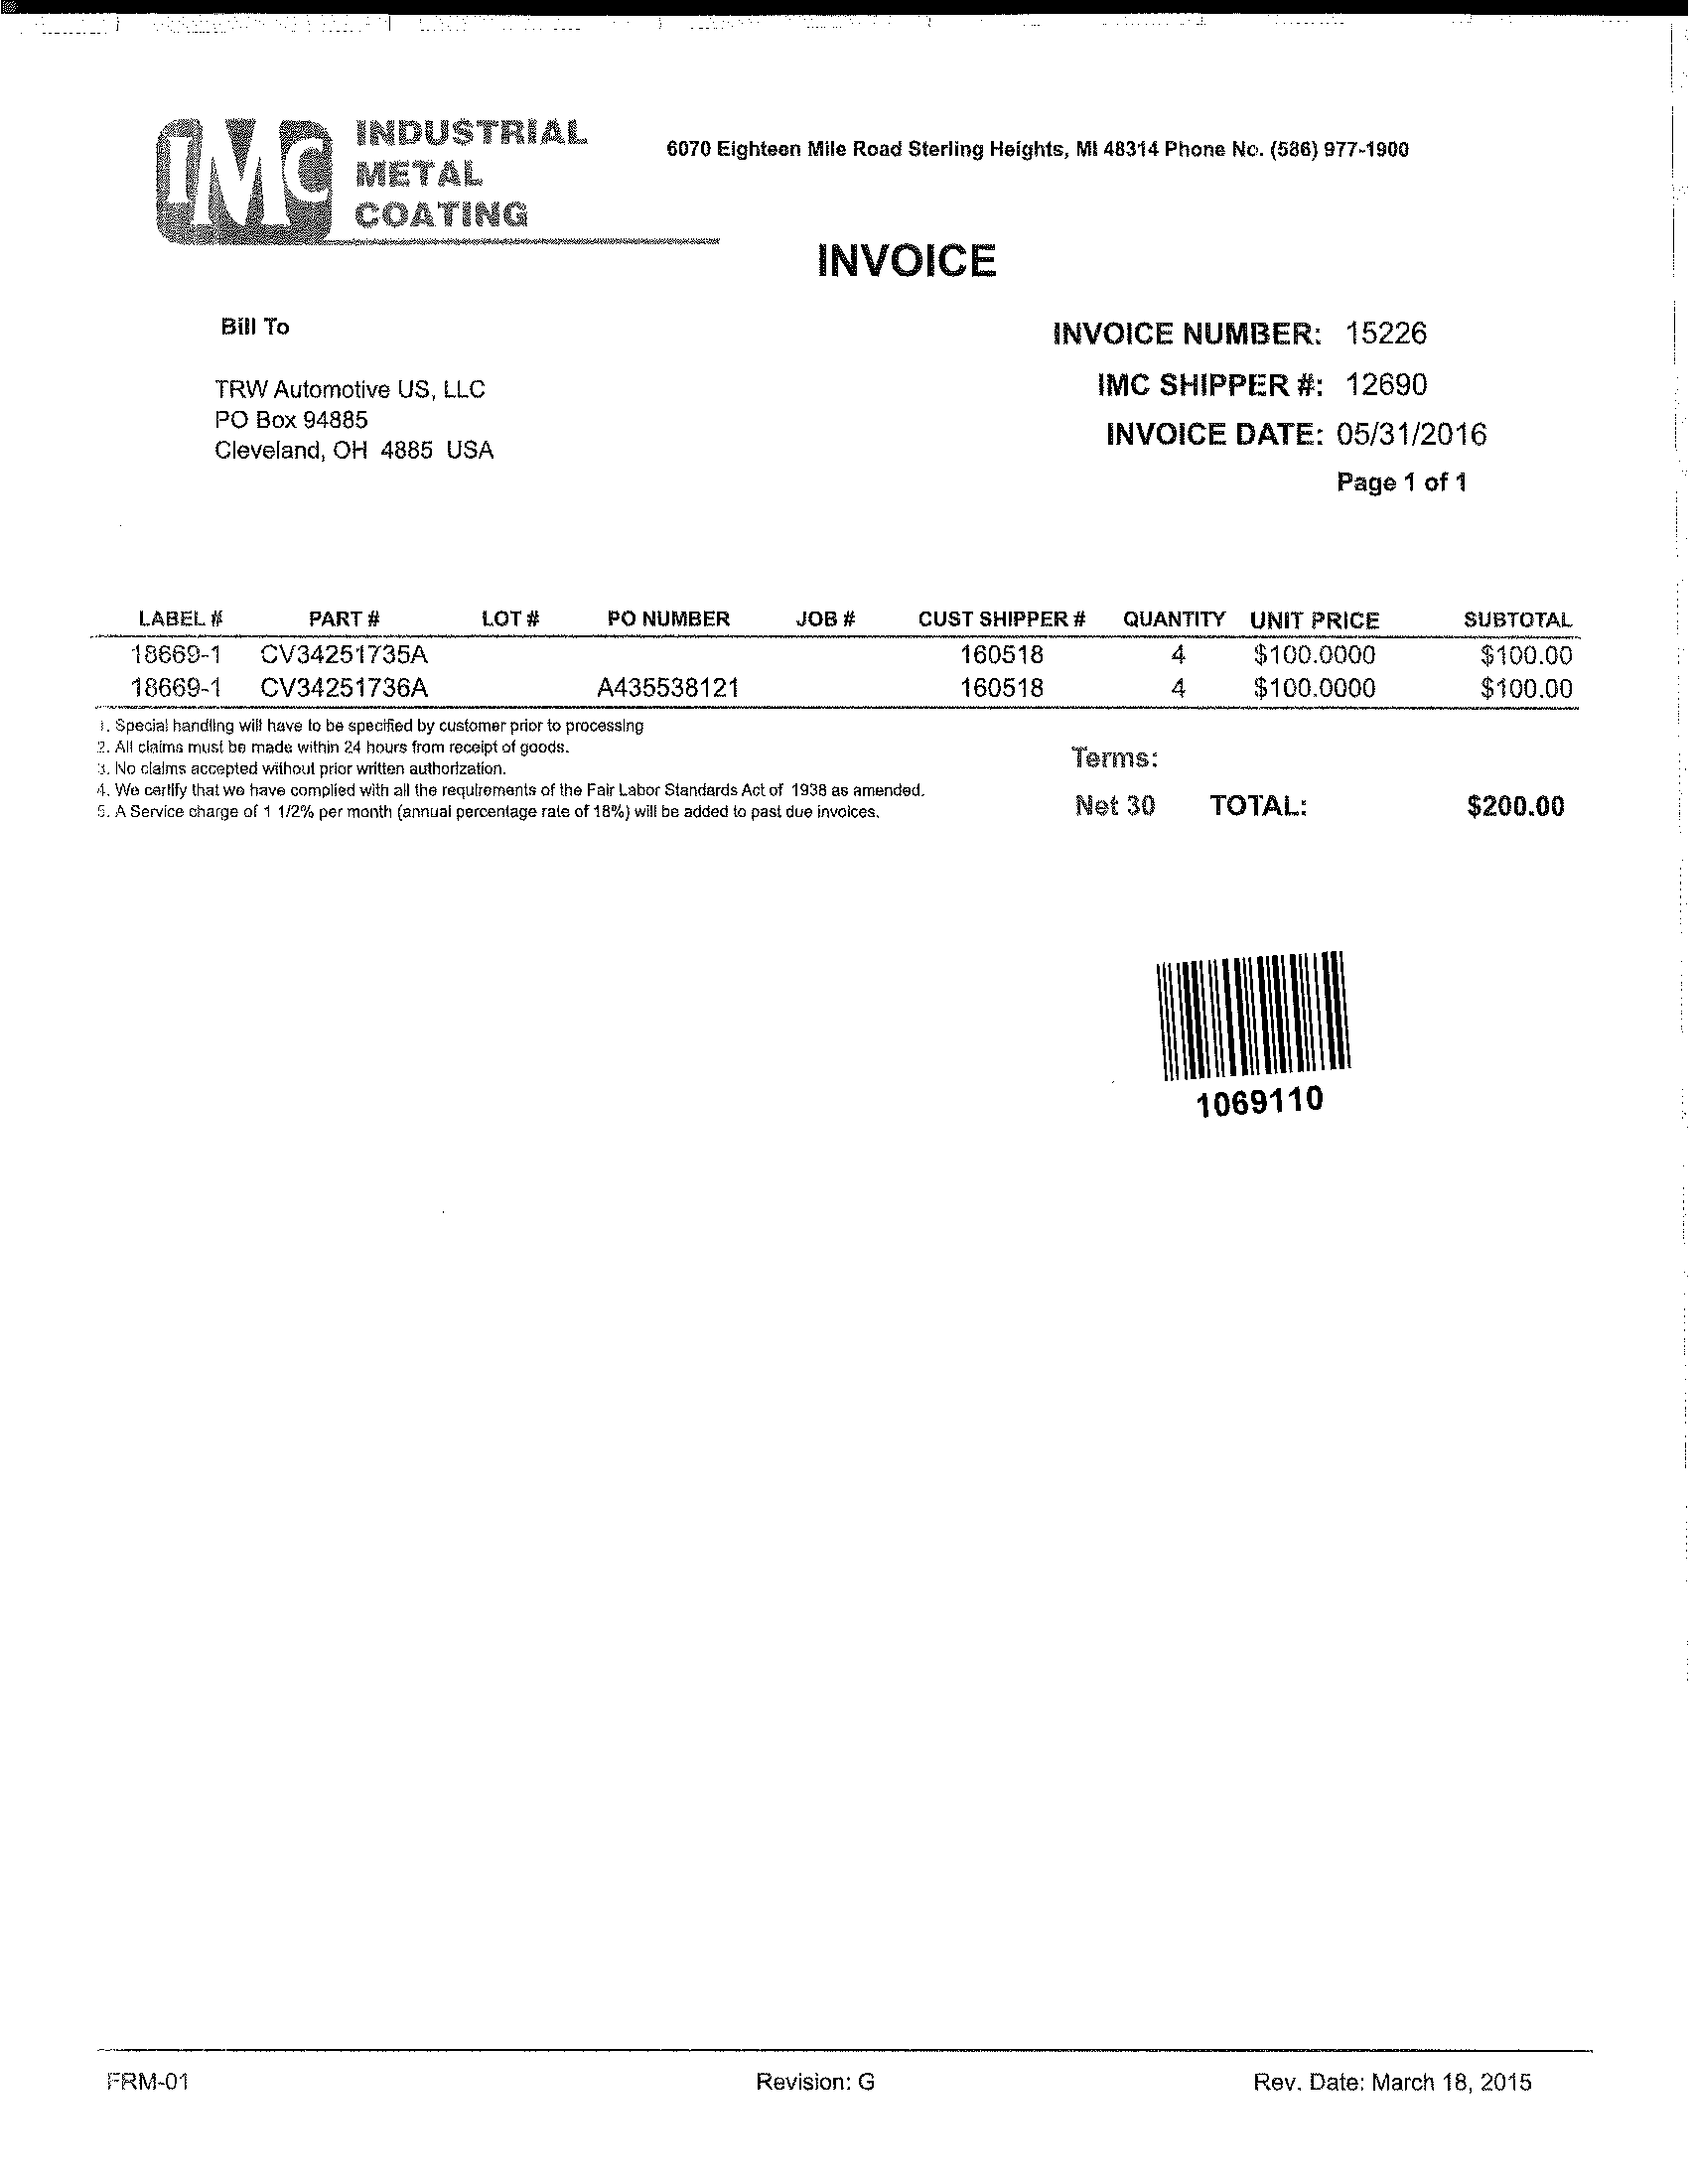 IMC INDUSTRIAL
METAL
COATING
6070 Eighteen Mile Road Sterling Heights, MI 48314 Phone No. (586) 977-1900
INVOICE
Bill To
TRW Automotive US, LLC
PO Box 94885
Cleveland, OH 4885 USA
INVOICE NUMBER: 15226
IMC SHIPPER #: 12690
INVOICE DATE: 05/31/2016
Page 1 of 1
LABEL # PART # LOT # PO NUMBER JOB # CUST SHIPPER # QUANTITY UNIT PRICE SUBTOTAL
18669-1 CV34251735A 160518 4 $100.0000 $100.00
18669-1 CV34251736A A435538121 160518 4 $100.0000 $100.00
1. Special handling will have to be specified by customer prior to processing
2. All claims must be made within 24 hours from receipt of goods.
3. No claims accepted without prior written authorization.
4. We certify that we have complied with all the requirements of the Fair Labor Standards Act of 1938 as amended.
5. A Service charge of 1 1/2% per month (annual percentage rate of 18%) will be added to past due invoices.
Terms:
Net 30 TOTAL: $200.00
1069110
FRM-01 Revision: G Rev. Date: March 18, 2015